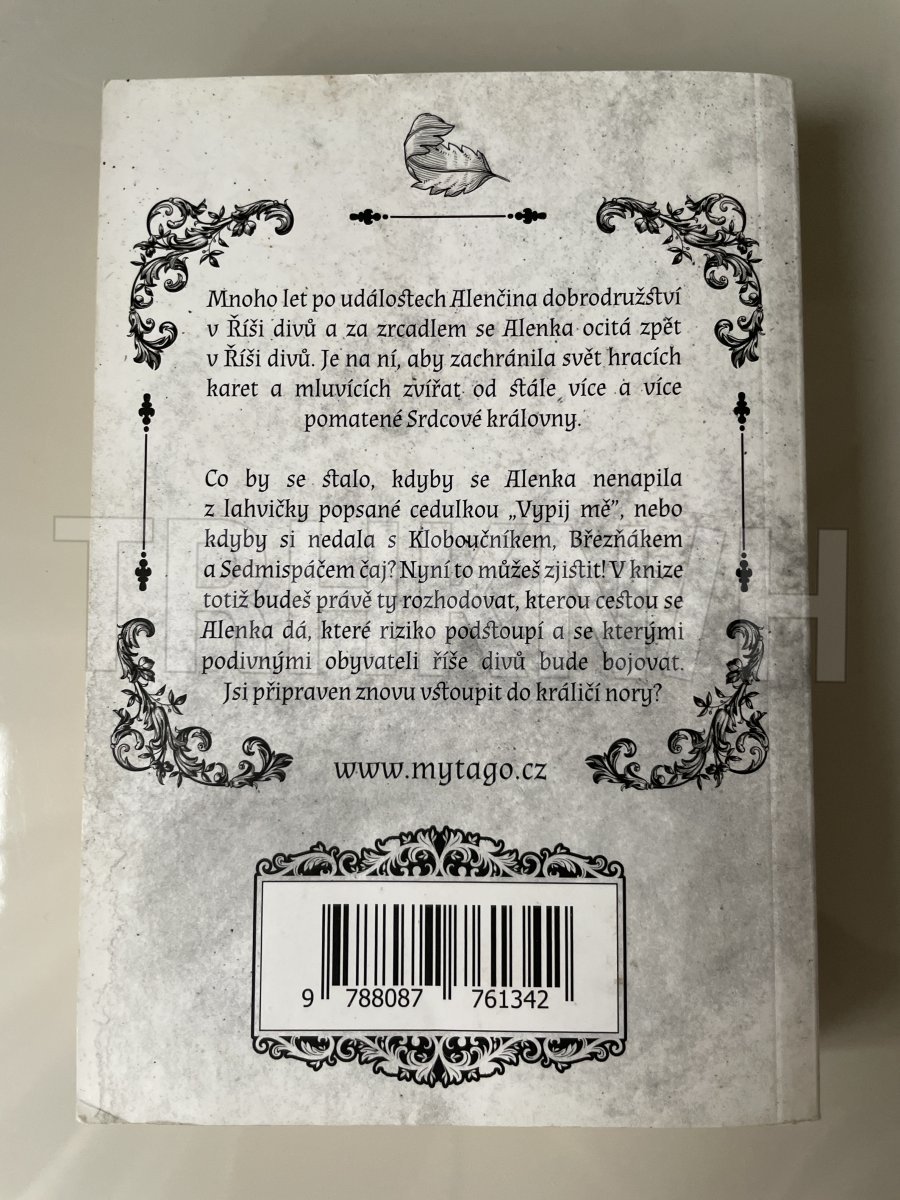 Mnoho let po událostech Alenčina dobrodružství
v Říši divů a za zrcadlem se Alenka ocitá zpět
v Říši divů. Je na ní, aby zachránila svět hracích
karet a mluvících zvířat od stále více a více
pomatené Srdcové královny.
Co by se stalo, kdyby se Alenka nenapila
z lahvičky popsané cedulkou „Vypij mě”, nebo
kdyby si nedala s Kloboučníkem, Březňákem
a Sedmispáčem čaj? Nyní to můžeš zjistit! V knize
totiž budeš právě ty rozhodovat, kterou cestou se
Alenka dá, které riziko podstoupí a se kterými
podivnými obyvateli říše divů bude bojovat.
Jsi připraven znovu vstoupit do králičí nory?
www.mytago.cz
9 788087 761342